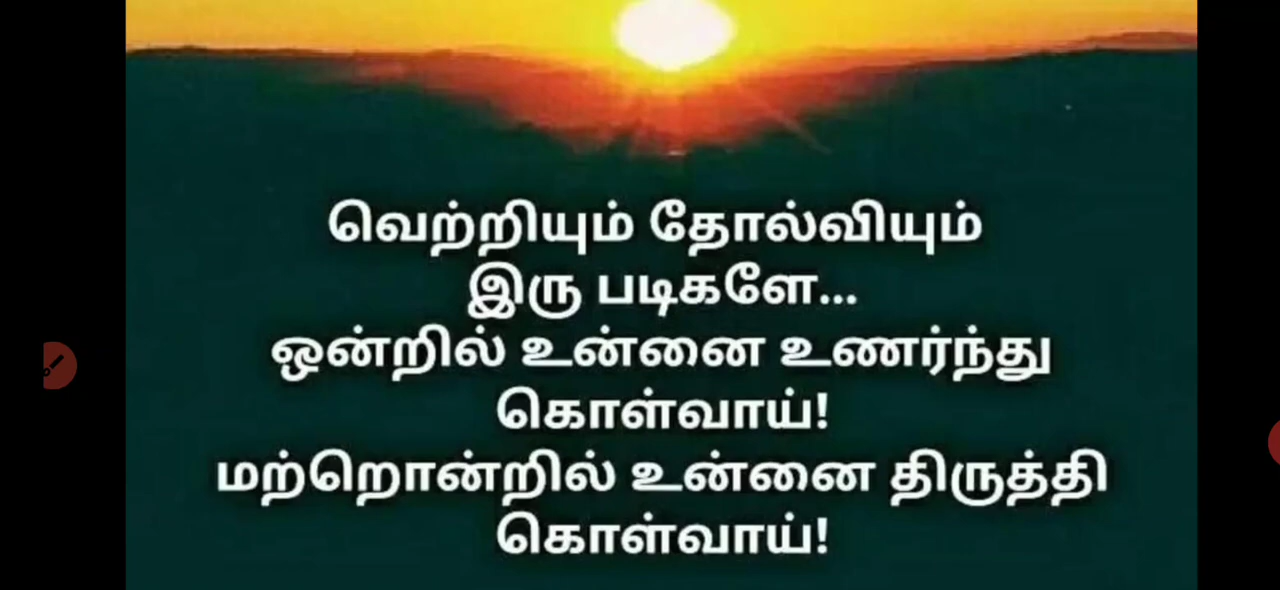 வெற்றியும் தோல்வியும்
இரு படிகளே...
ஒன்றில் உன்னை உணர்ந்து
கொள்வாய்!
மற்றொன்றில் உன்னை திருத்தி
கொள்வாய்!